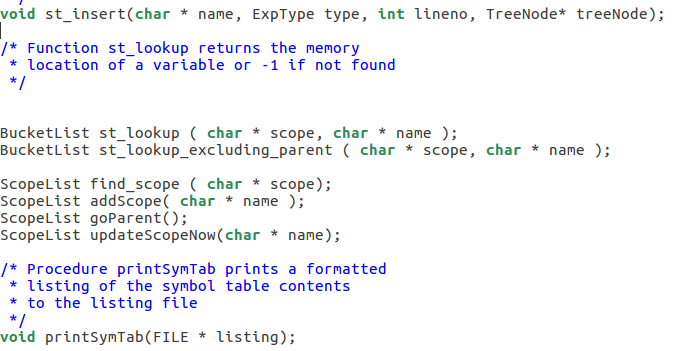 */
void st_insert(char * name, ExpType type, int lineno, TreeNode* treeNode);
/* Function st_lookup returns the memory
 * location of a variable or -1 if not found
 */
BucketList st_lookup ( char * scope, char * name );
BucketList st_lookup_excluding_parent ( char * scope, char * name );
ScopeList find_scope ( char * scope);
ScopeList addScope( char * name );
ScopeList goParent();
ScopeList updateScopeNow(char * name);
/* Procedure printSymTab prints a formatted
 * listing of the symbol table contents
 * to the listing file
 */
void printSymTab(FILE * listing);